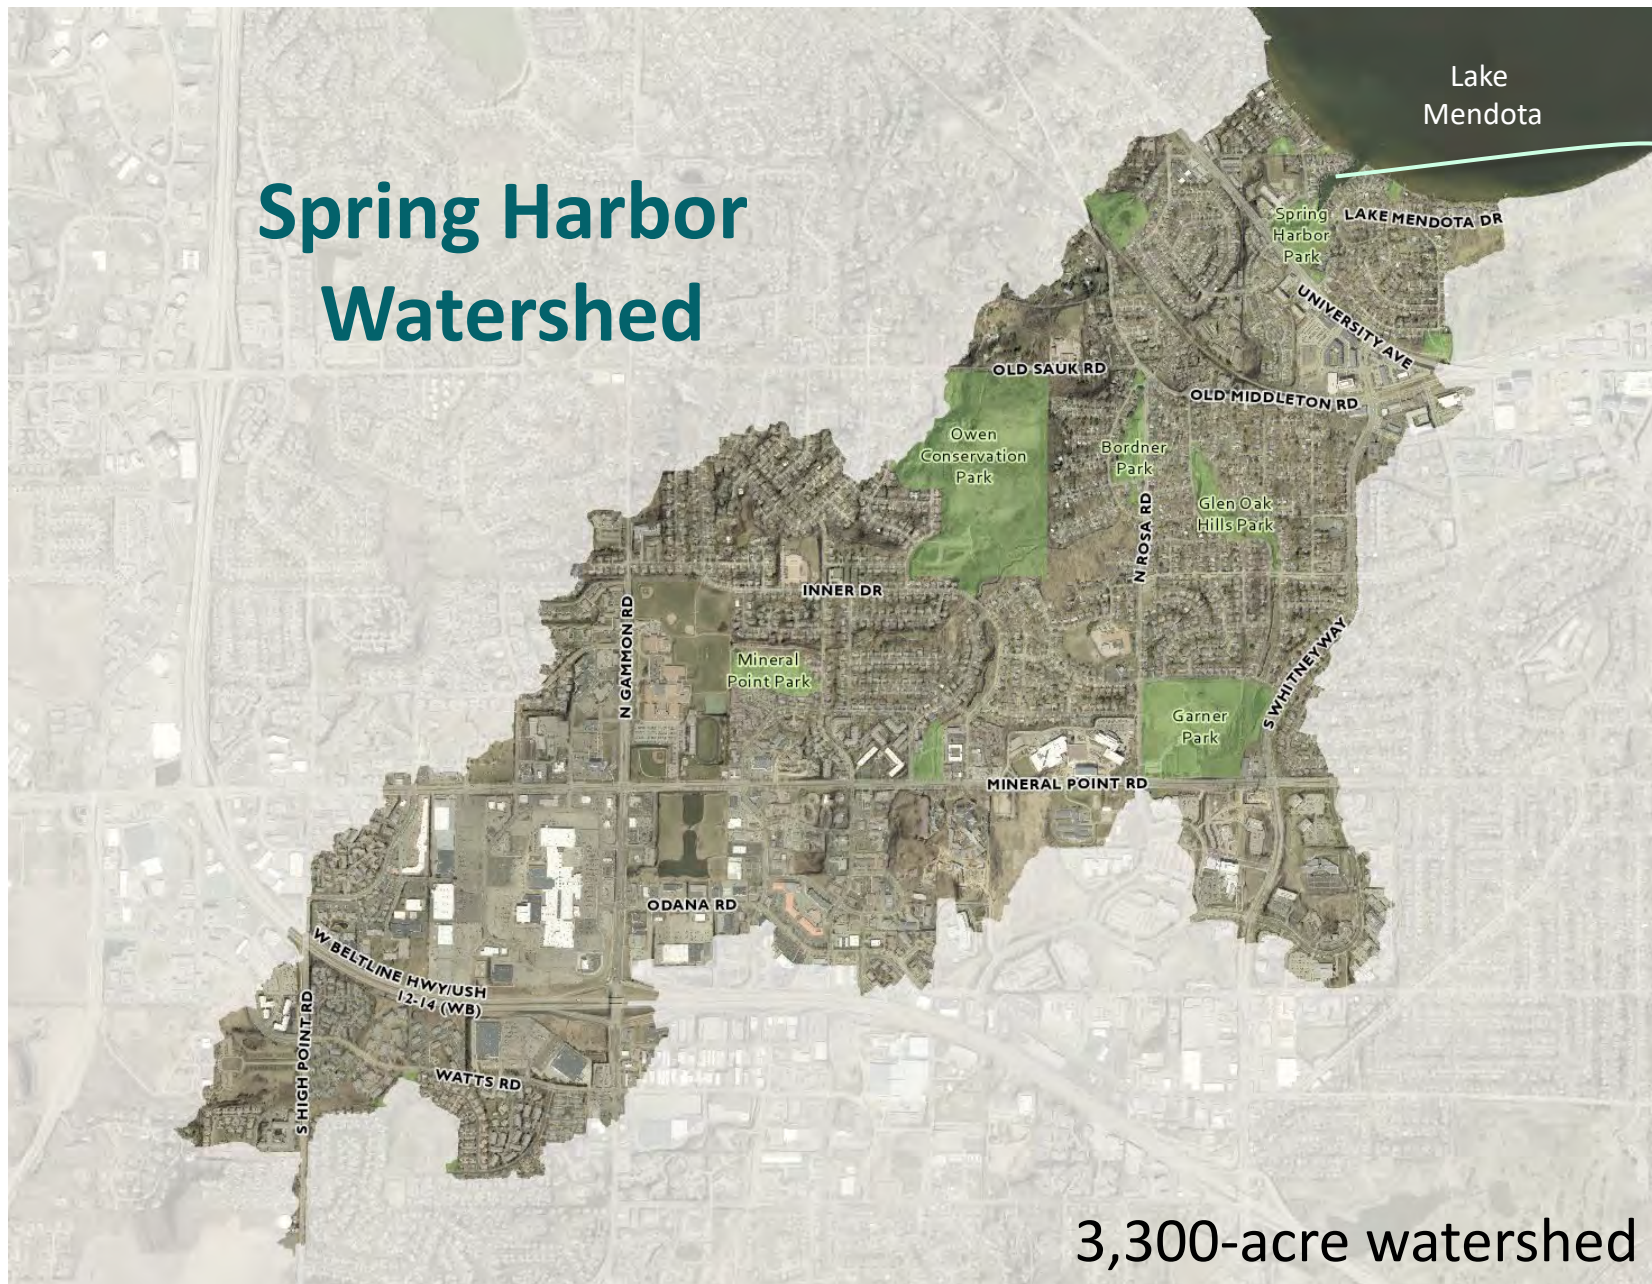 Lake
Mendota
Spring Harbor
Watershed
Spring
Harbor
Park
LAKE MENDOTA DR
UNIVERSITY AVE
OLD SAUK RD
OLD MIDDLETON RD
Owen
Conservation
Park
Bordner
Park
Glen Oak
Hills Park
N ROSA RD
INNER DR
N GAMMON RD
Mineral
Point Park
S WHITNEY WAY
Garner
Park
MINERAL POINT RD
ODANA RD
W BELTLINE HWY/USH
12-14 (WB)
S HIGH POINT RD
WATTS RD
3,300-acre watershed